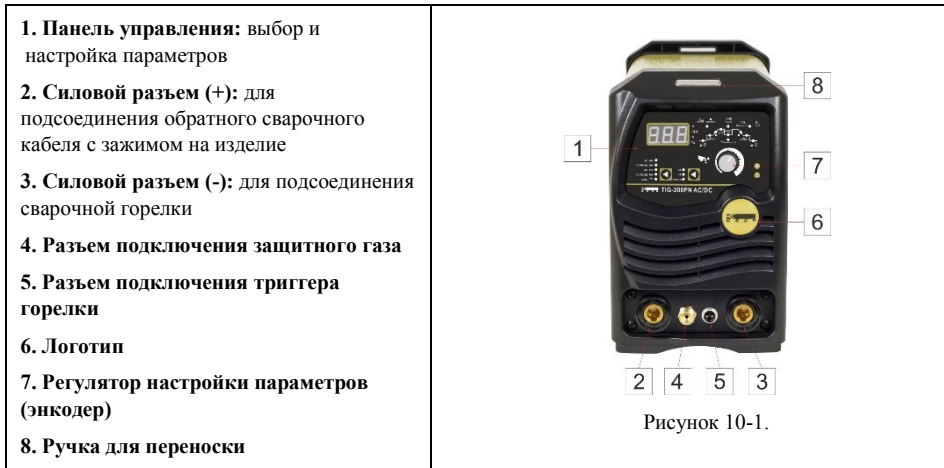 1. Панель управления: выбор и
настройка параметров
2. Силовой разъем (+): для
подсоединения обратного сварочного
кабеля с зажимом на изделие
3. Силовой разъем (-): для подсоединения
сварочной горелки
4. Разъем подключения защитного газа
5. Разъем подключения триггера
горелки
6. Логотип
7. Регулятор настройки параметров
(энкодер)
8. Ручка для переноски
8
1
888
7
TIG-200PN AC/DC
6
2
4
5
3
Рисунок 10-1.